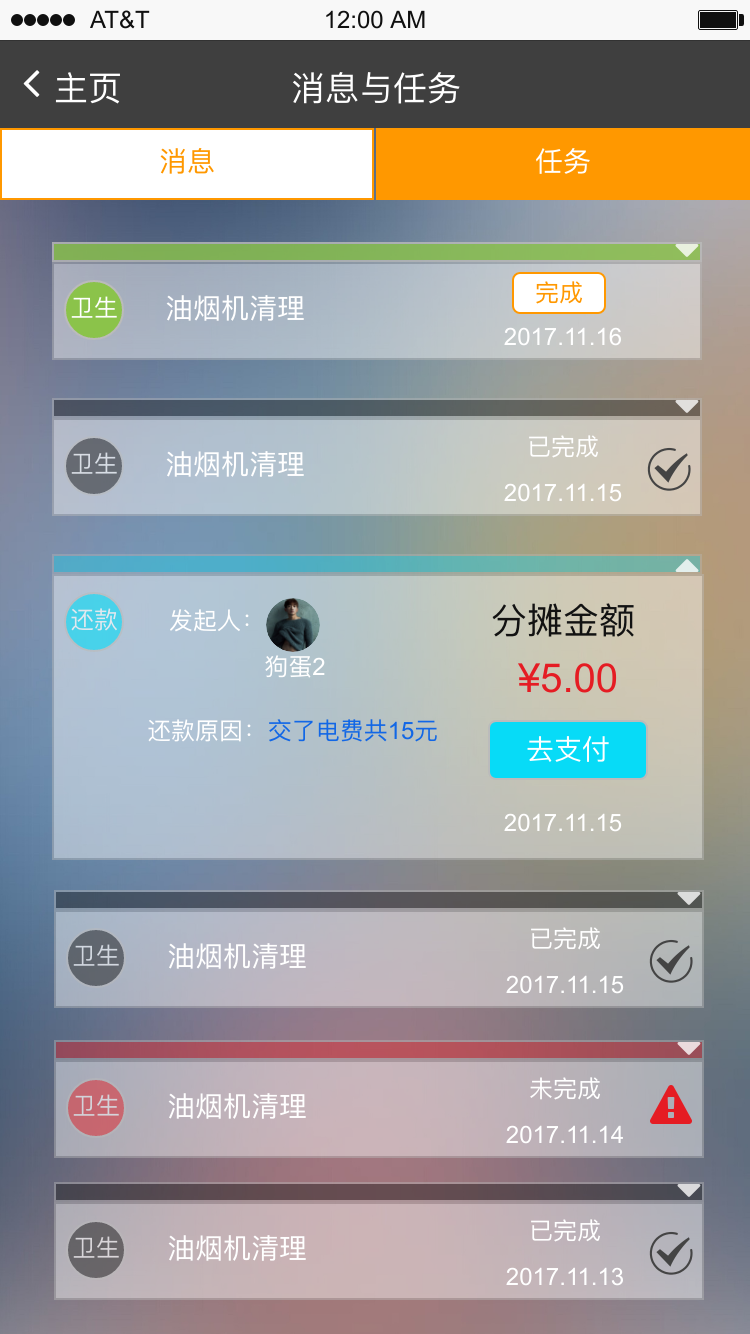 AT&T 12:00 AM
主页 消息与任务
消息 任务
卫生 油烟机清理 完成
2017.11.16
卫生 油烟机清理 已完成
2017.11.15
还款 发起人: 分摊金额
狗蛋2 ¥5.00
还款原因: 交了电费共15元 去支付
2017.11.15
卫生 油烟机清理 已完成
2017.11.15
卫生 油烟机清理 未完成
2017.11.14
卫生 油烟机清理 已完成
2017.11.13